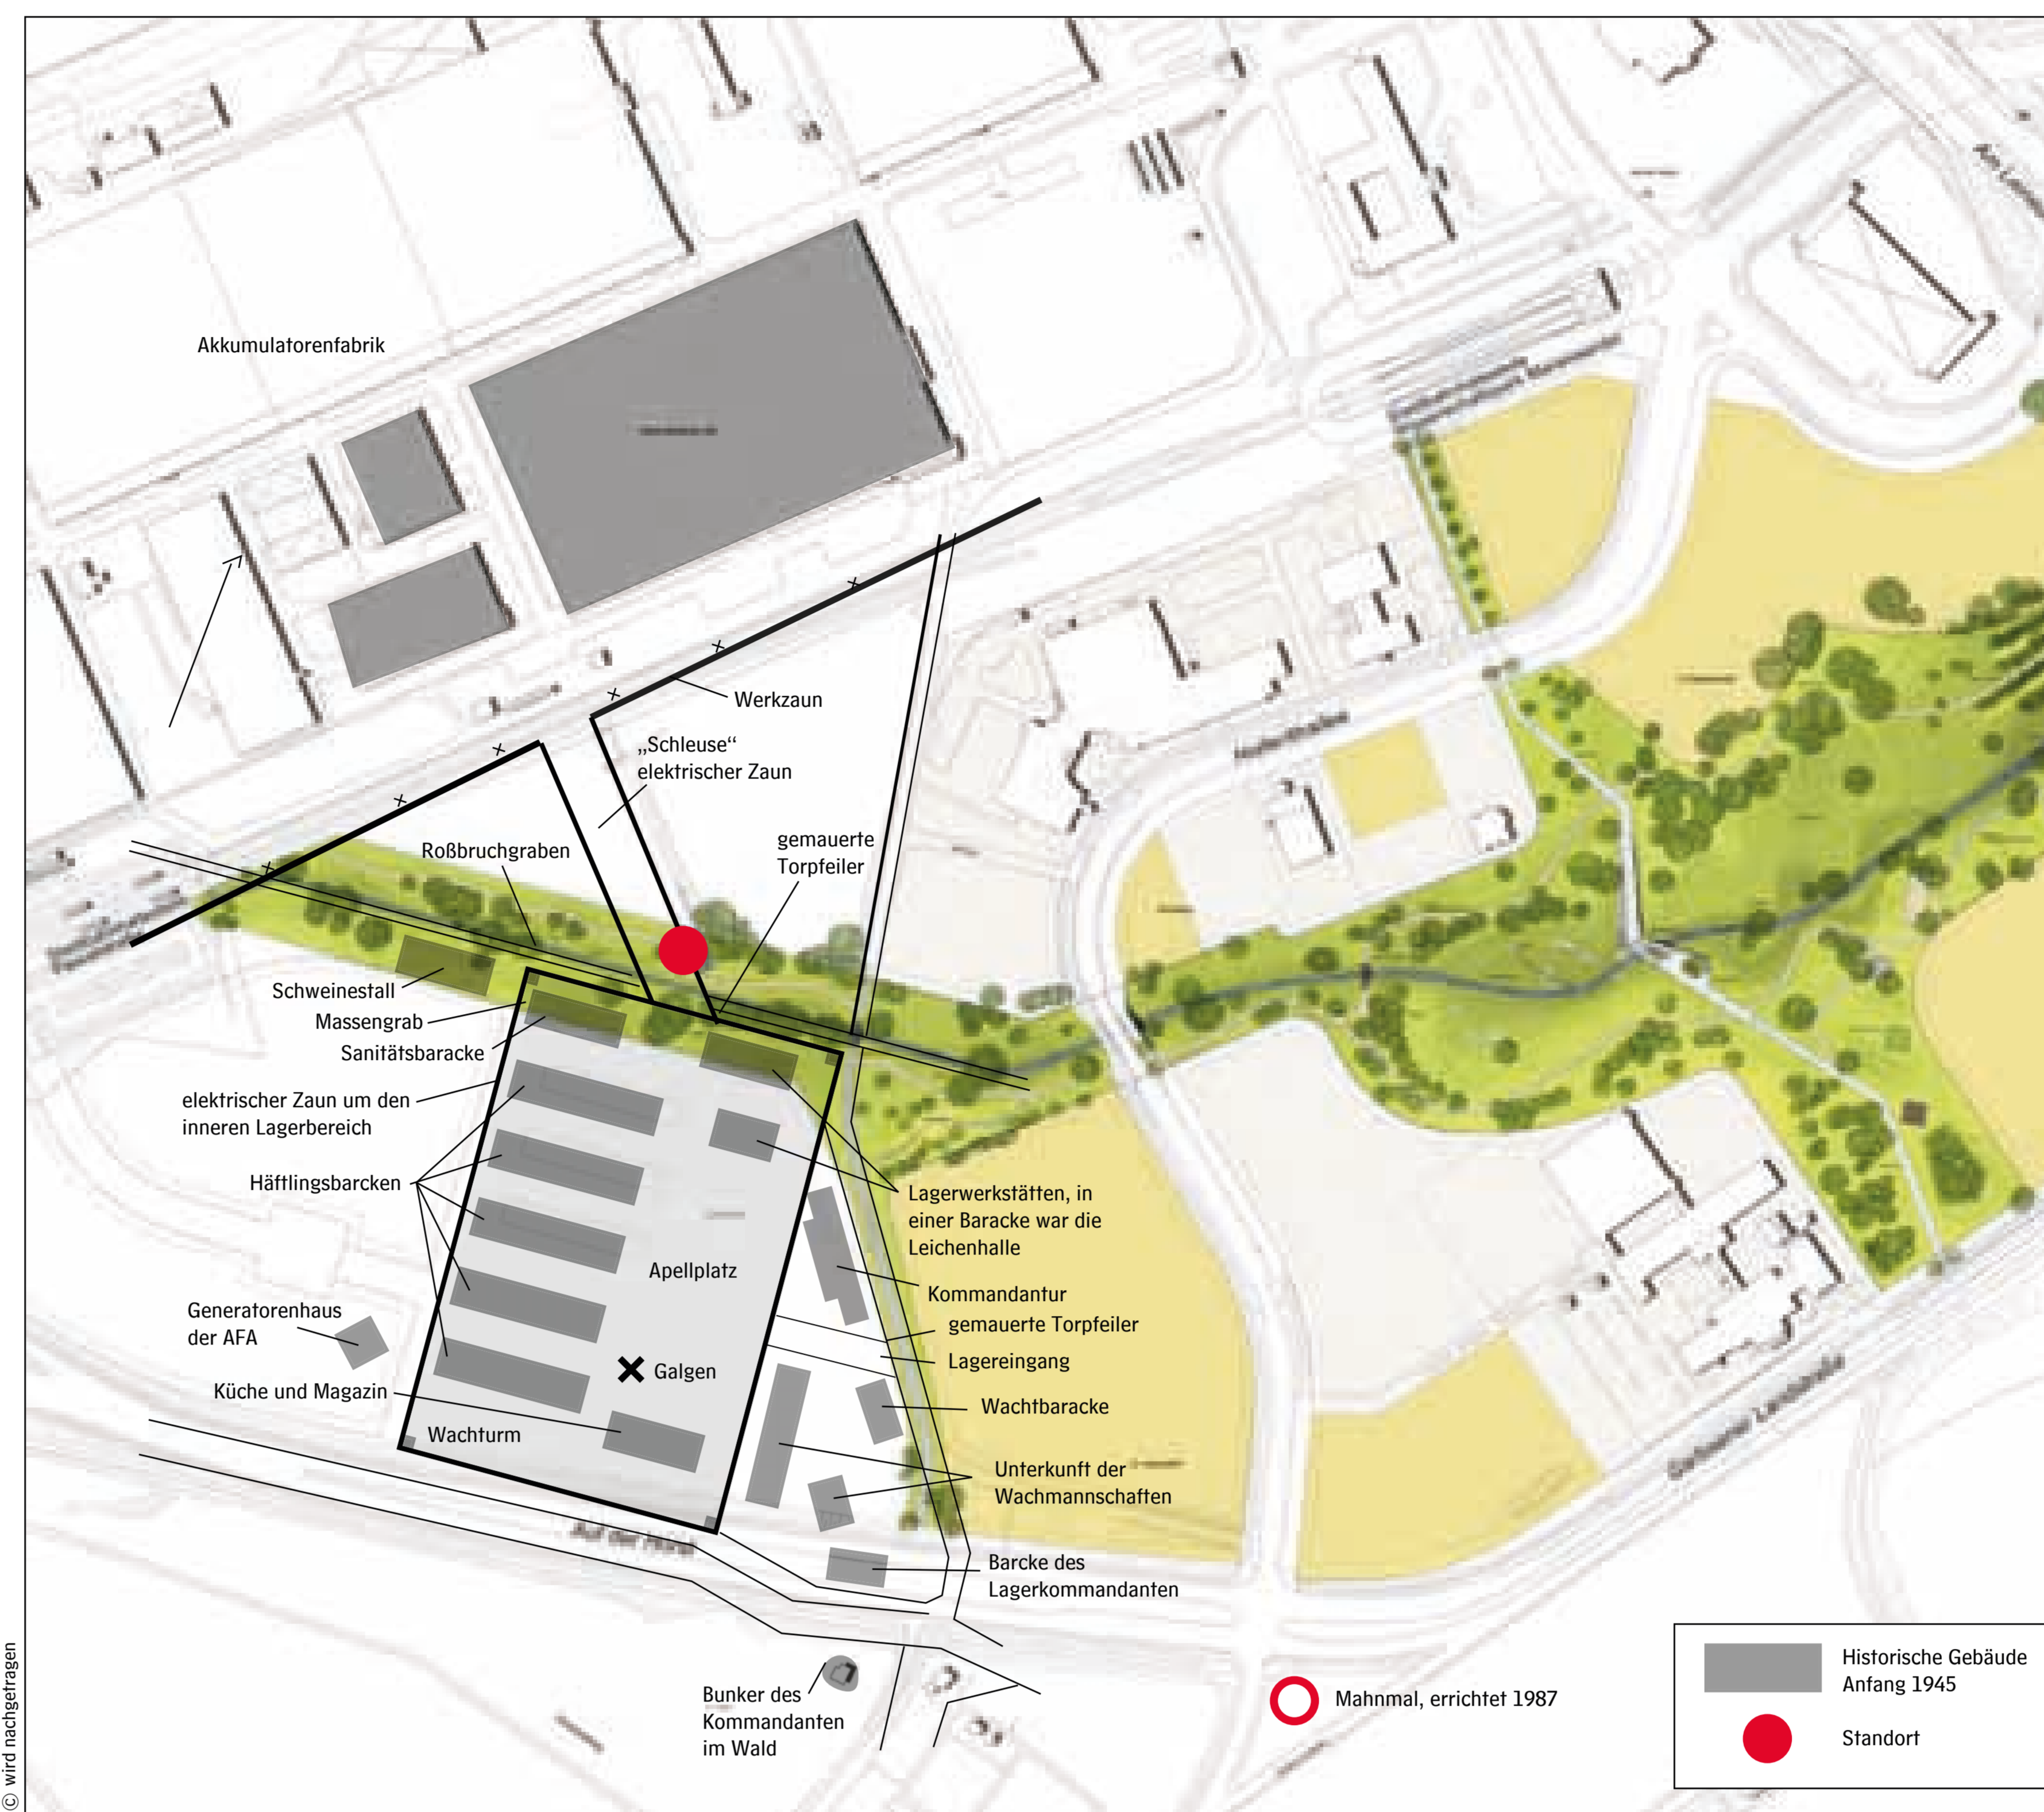 Akkumulatorenfabrik
Werkzaun
„Schleuse“
elektrischer Zaun
Roßbruchgraben
gemauerte
Torpfeiler
Schweinestall
Massengrab
Sanitätsbaracke
elektrischer Zaun um den
inneren Lagerbereich
Häftlingsbarcken
Lagerwerkstätten, in
einer Baracke war die
Leichenhalle
Apellplatz
Kommandantur
Generatorenhaus
der AFA
gemauerte Torpfeiler
Lagereingang
Galgen
Küche und Magazin
Wachtbaracke
Wachturm
Unterkunft der
Wachmannschaften
Auf der Horst
Barcke des
Lagerkommandanten
Bunker des
Kommandanten
im Wald
Mahnmal, errichtet 1987
Historische Gebäude
Anfang 1945
Standort
© wird nachgetragen